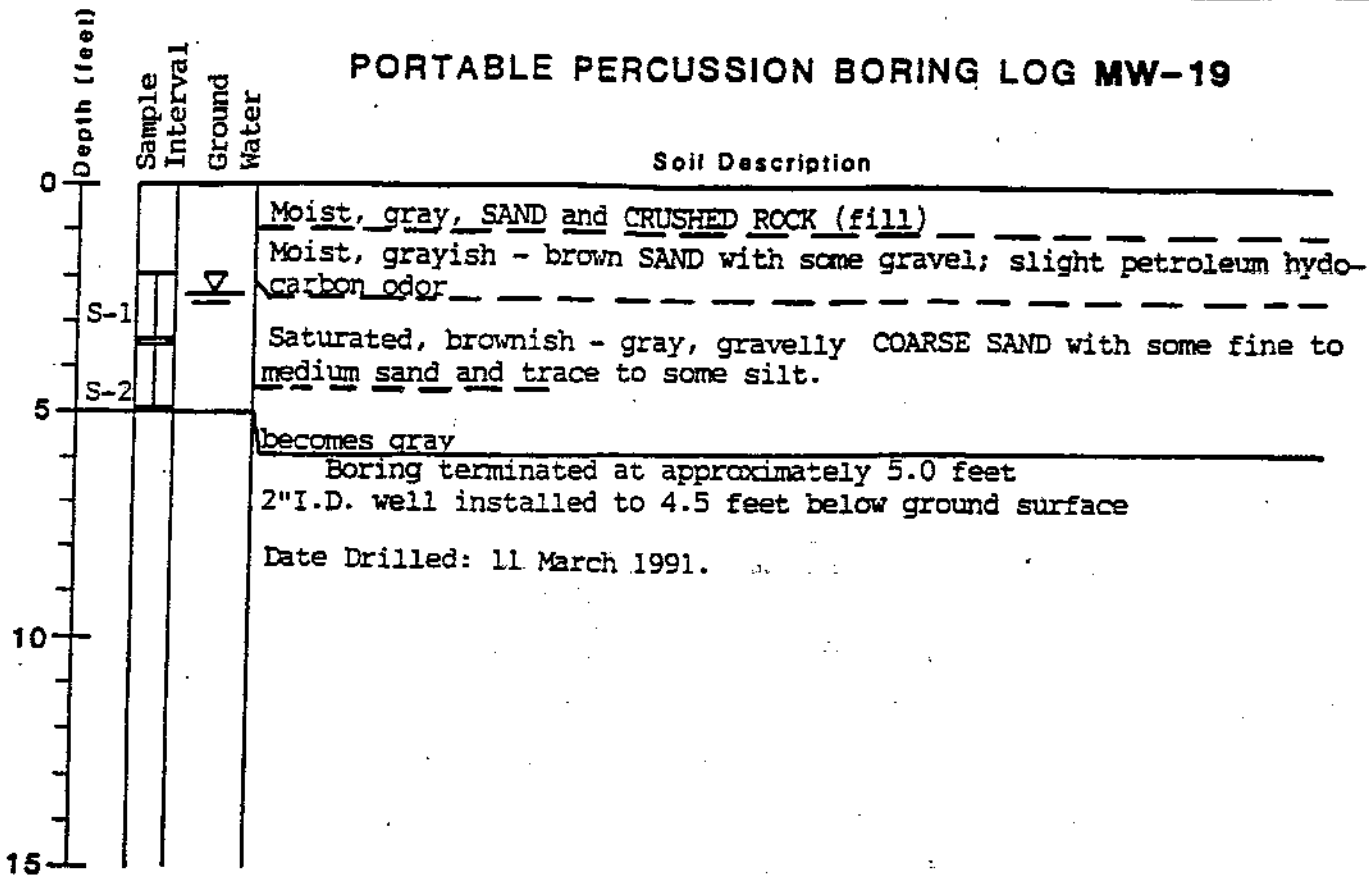 PORTABLE PERCUSSION BORING LOG MW-19
Depth (feet)
Sample
Interval
Ground
Water
Soil Description
0
Moist, gray, SAND and CRUSHED ROCK (fill)
Moist, grayish - brown SAND with some gravel; slight petroleum hydo-
carbon odor
S-1
Saturated, brownish - gray, gravelly COARSE SAND with some fine to
medium sand and trace to some silt.
S-2
5
becomes gray
Boring terminated at approximately 5.0 feet
2"I.D. well installed to 4.5 feet below ground surface
Date Drilled: 11 March 1991.
10
15